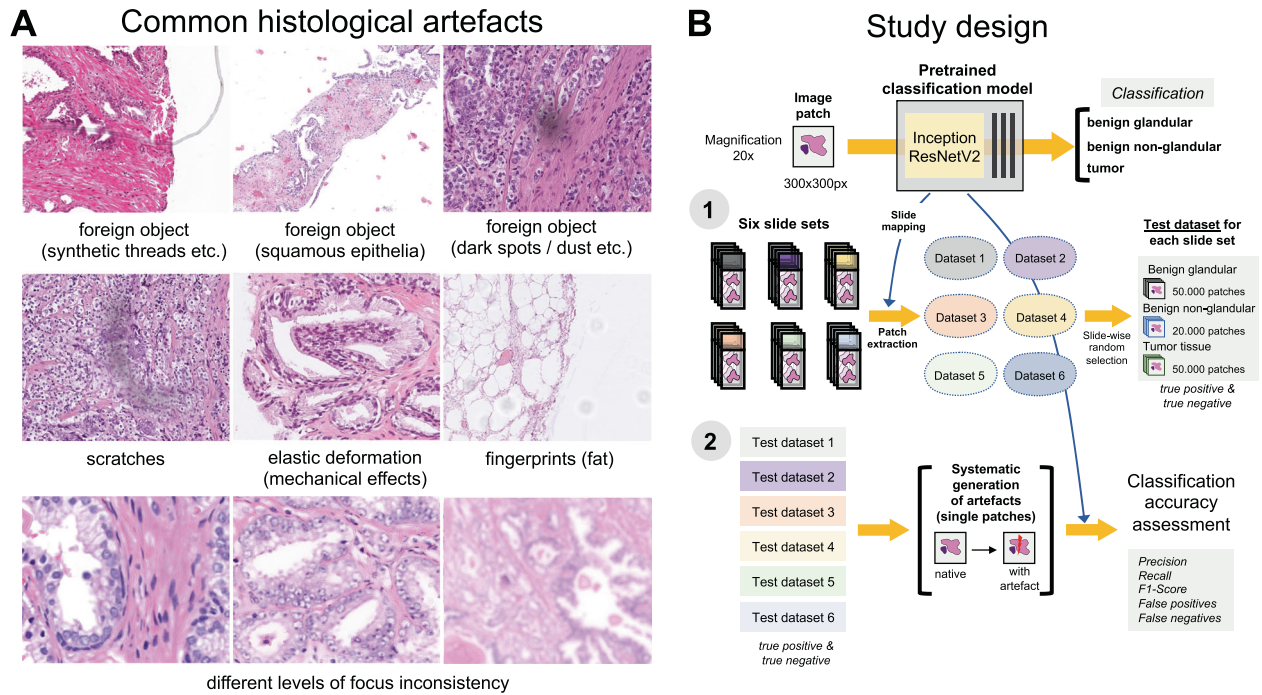 A
Common histological artefacts
foreign object
(synthetic threads etc.)
foreign object
(squamous epithelia)
foreign object
(dark spots / dust etc.)
scratches
elastic deformation
(mechanical effects)
fingerprints (fat)
different levels of focus inconsistency
B
Study design
Pretrained
classification model
Image
patch
Magnification
20x
300x300px
Inception
ResNetV2
Classification
benign glandular
benign non-glandular
tumor
1
Six slide sets
Slide
mapping
Patch
extraction
Dataset 1
Dataset 2
Dataset 3
Dataset 4
Dataset 5
Dataset 6
Slide-wise
random
selection
Test dataset for
each slide set
Benign glandular
50.000 patches
Benign non-glandular
20.000 patches
Tumor tissue
50.000 patches
true positive &
true negative
2
Test dataset 1
Test dataset 2
Test dataset 3
Test dataset 4
Test dataset 5
Test dataset 6
true positive &
true negative
Systematic
generation
of artefacts
(single patches)
native
with
artefact
Classification
accuracy
assessment
Precision
Recall
F1-Score
False positives
False negatives